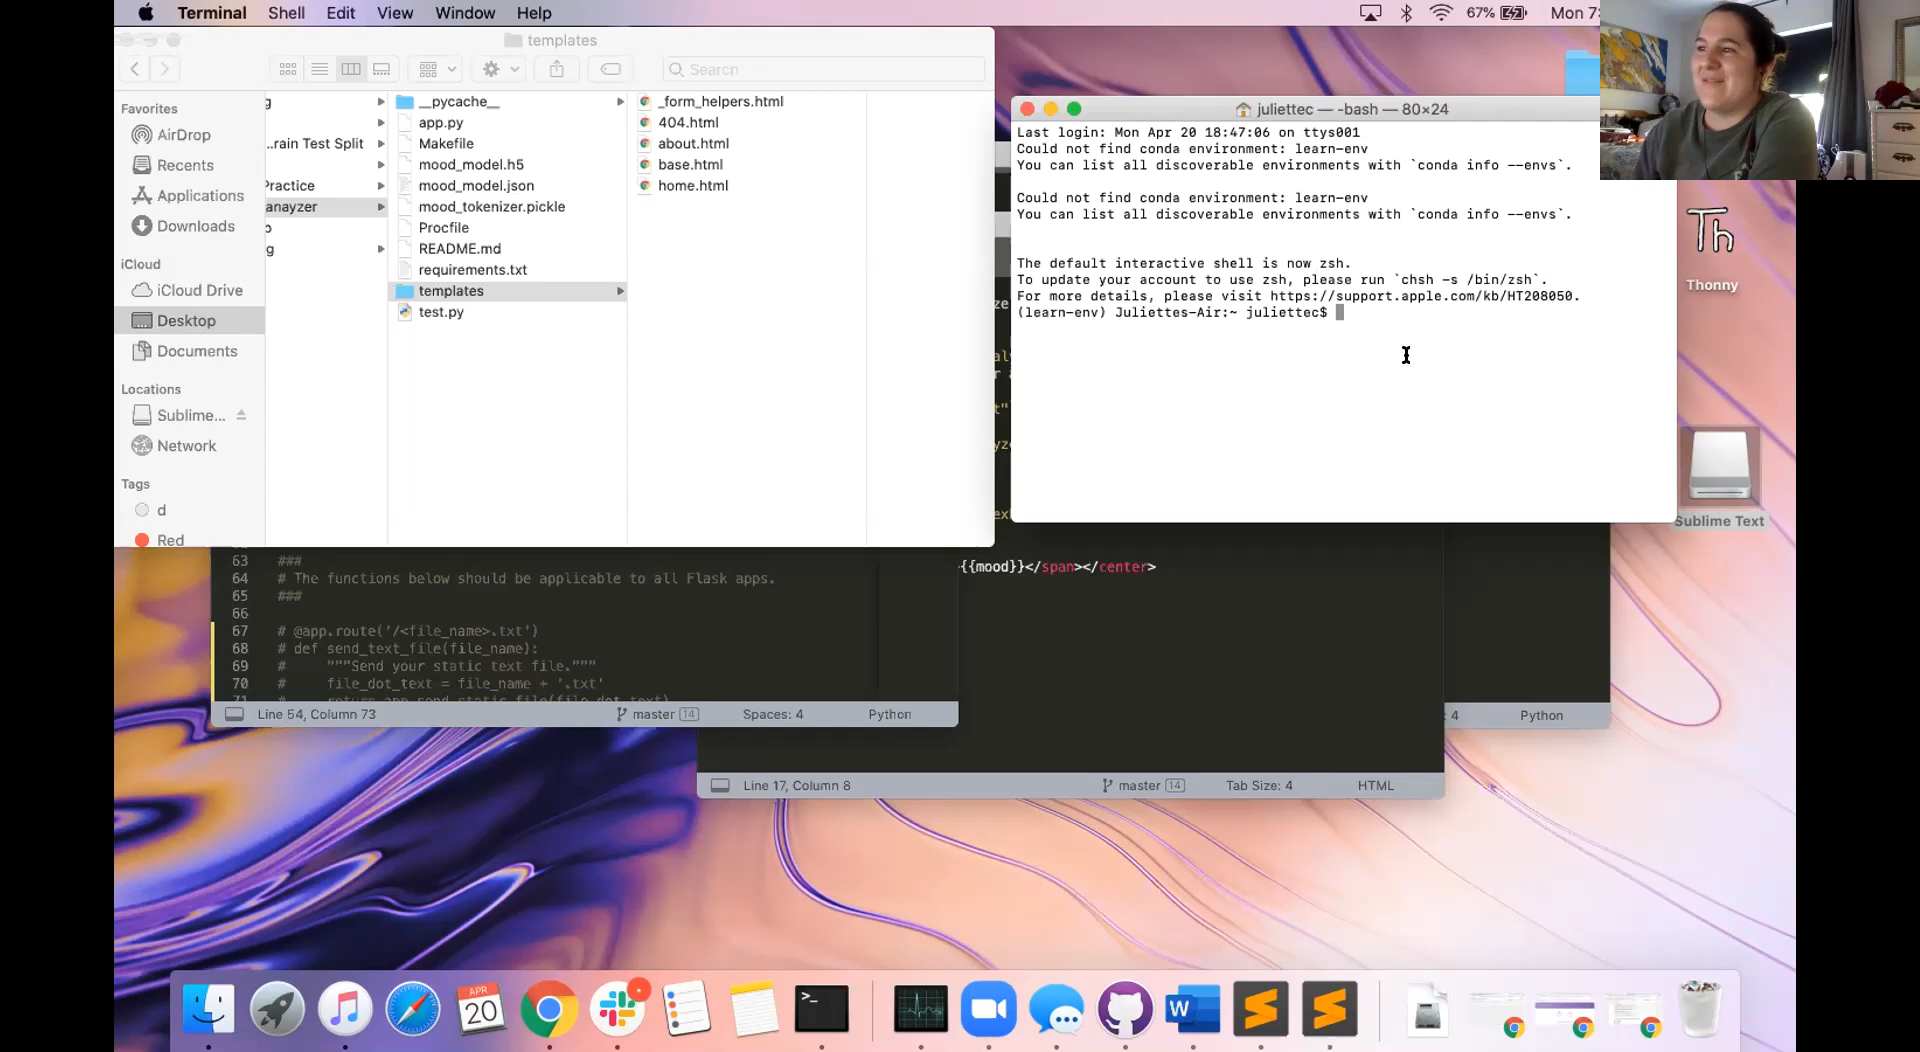 Terminal Shell Edit View Window Help
67% Mon 7:
templates
Search
Favorites
AirDrop
Recents
Applications
Downloads
iCloud
iCloud Drive
Desktop
Documents
Locations
Sublime...
Network
Tags
d
Red
g
...rain Test Split
Practice
anayzer
b
g
__pycache__
app.py
Makefile
mood_model.h5
mood_model.json
mood_tokenizer.pickle
Procfile
README.md
requirements.txt
templates
test.py
_form_helpers.html
404.html
about.html
base.html
home.html
juliettec — -bash — 80×24
Last login: Mon Apr 20 18:47:06 on ttys001
Could not find conda environment: learn-env
You can list all discoverable environments with `conda info --envs`.
Could not find conda environment: learn-env
You can list all discoverable environments with `conda info --envs`.
The default interactive shell is now zsh.
To update your account to use zsh, please run `chsh -s /bin/zsh`.
For more details, please visit https://support.apple.com/kb/HT208050.
(learn-env) Juliettes-Air:~ juliettec$
Th
Thonny
Sublime Text
63 ###
64 # The functions below should be applicable to all Flask apps.
65 ###
66
67 # @app.route('/<file_name>.txt')
68 # def send_text_file(file_name):
69 # """Send your static text file."""
70 # file_dot_text = file_name + '.txt'
71 # return app.send_static_file(file_dot_text)
Line 54, Column 73 master 14 Spaces: 4 Python
{{mood}}</span></center>
Line 17, Column 8 master 14 Tab Size: 4 HTML
: 4 Python
APR
20
>_
W